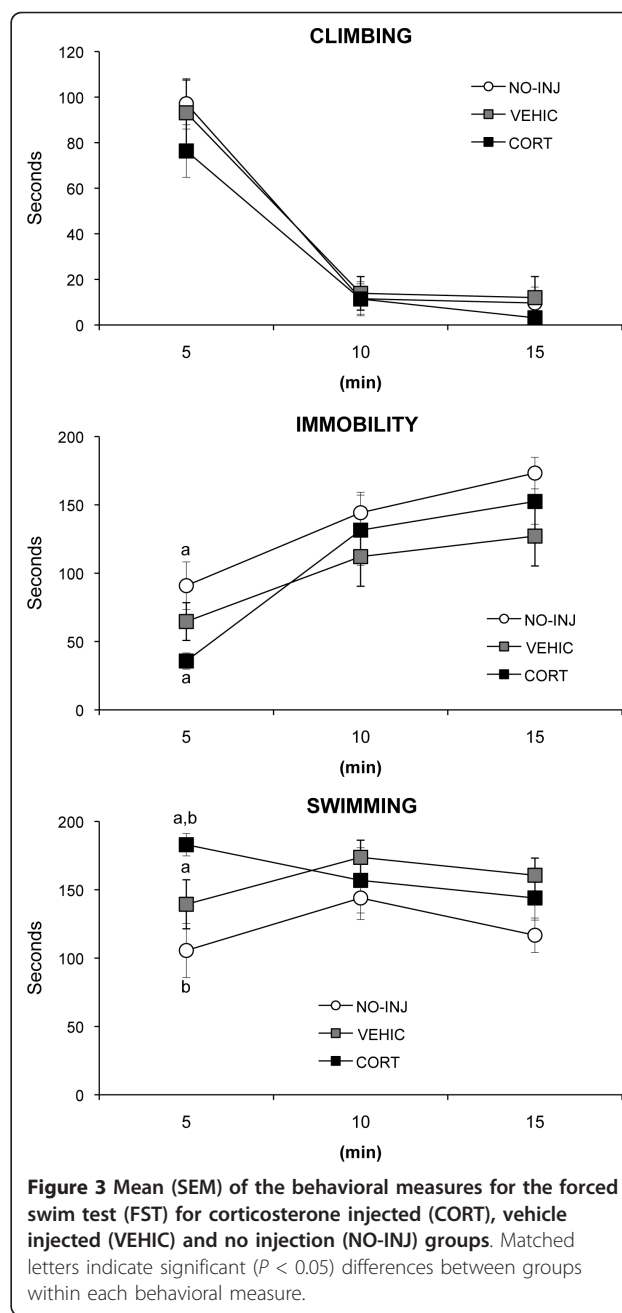 CLIMBING
120
100
80
60
40
20
0
Seconds
NO-INJ
VEHIC
CORT
5 10 15
(min)
IMMOBILITY
200
150
100
50
0
Seconds
a
a
NO-INJ
VEHIC
CORT
5 10 15
(min)
SWIMMING
200
150
100
50
0
Seconds
a,b
a
b
NO-INJ
VEHIC
CORT
5 10 15
(min)
Figure 3 Mean (SEM) of the behavioral measures for the forced
swim test (FST) for corticosterone injected (CORT), vehicle
injected (VEHIC) and no injection (NO-INJ) groups. Matched
letters indicate significant (P < 0.05) differences between groups
within each behavioral measure.